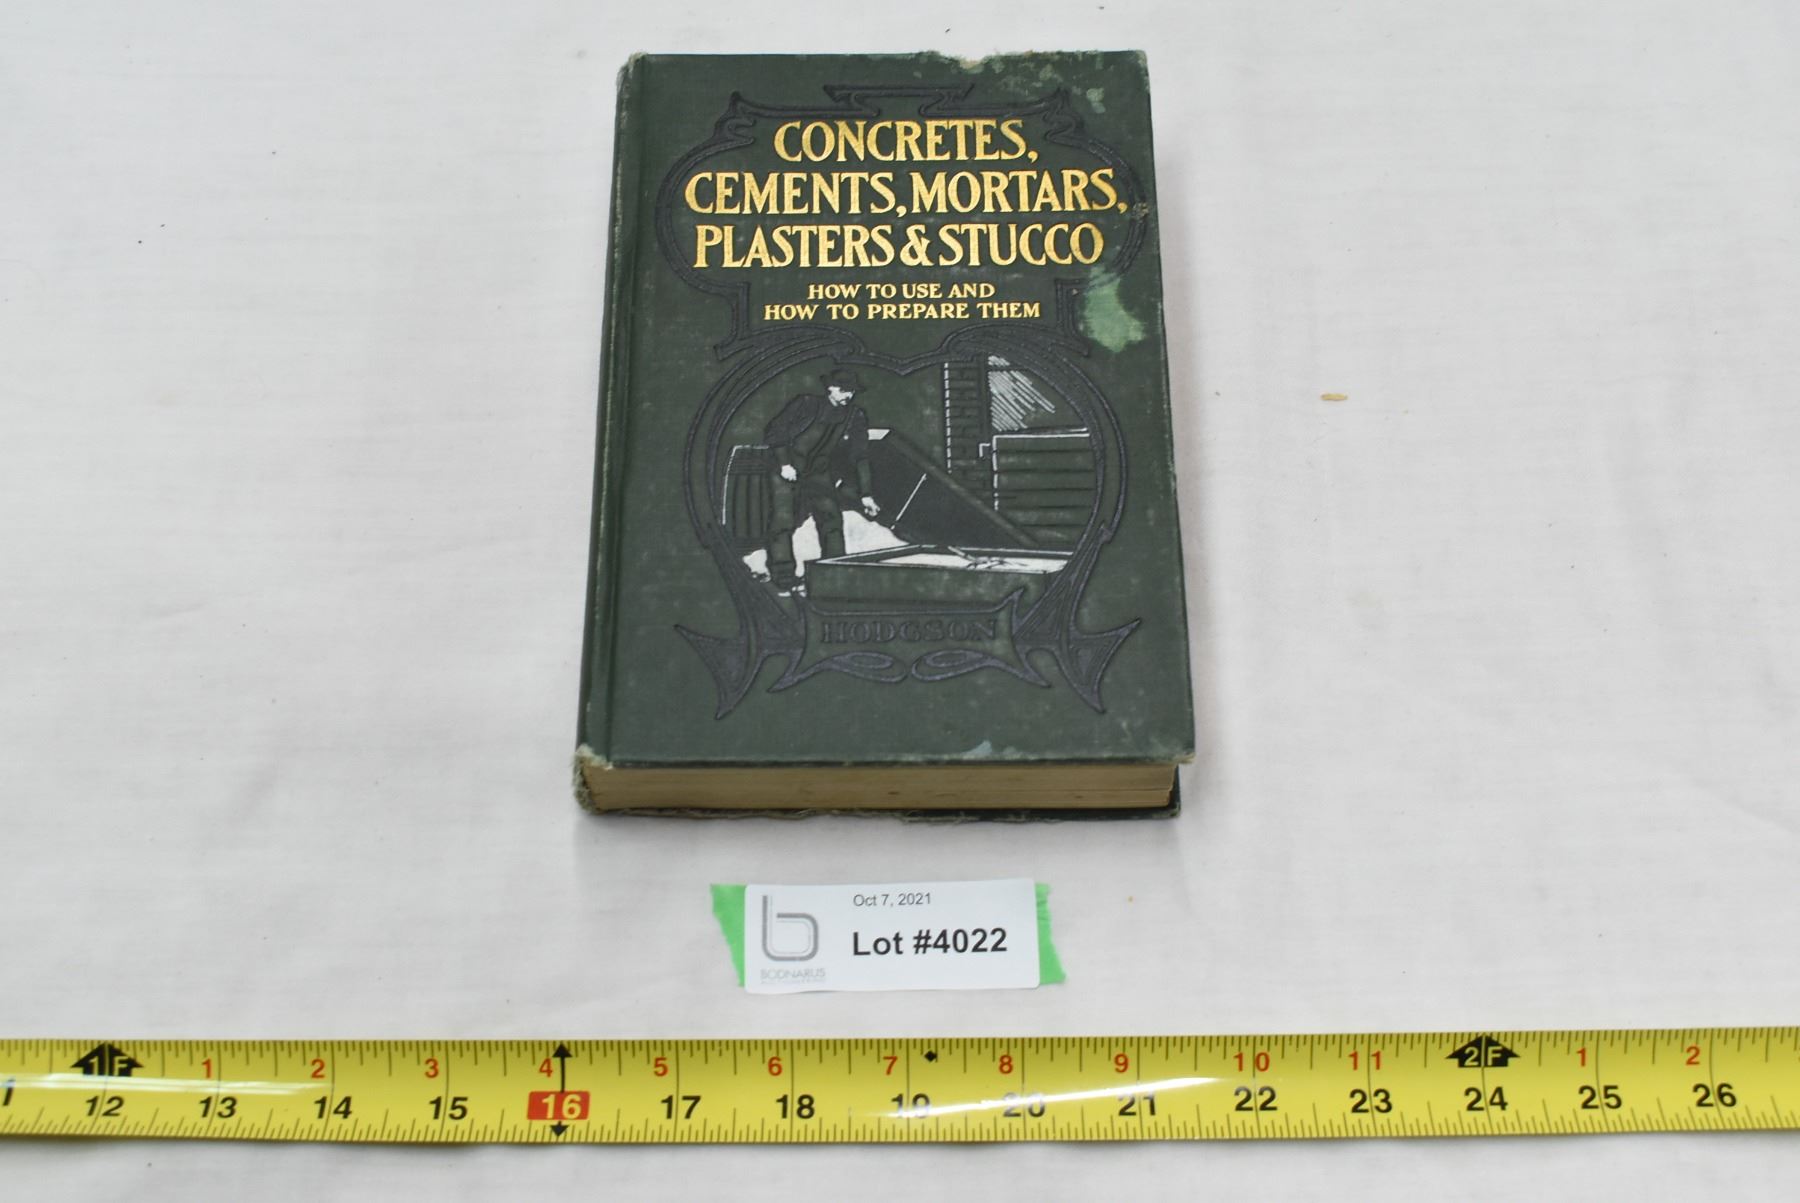 CONCRETES,
CEMENTS, MORTARS,
PLASTERS & STUCCO
HOW TO USE AND
HOW TO PREPARE THEM
HODGSON
Oct 7, 2021
Lot #4022
b
BODNARUS
1F 1 2 3 4 5 6 7 8 9 10 11 2F 1 2
12 13 14 15 16 17 18 19 20 21 22 23 24 25 26